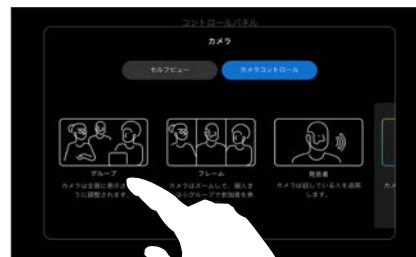 コントロールパネル
カメラ
セルフビュー
カメラコントロール
グループ
カメラは全員に表示さ
うに調整されます。
フレーム
カメラはズームして、個人ま
は小グループで参加者を表
発言者
カメラは話している人を追尾
します。